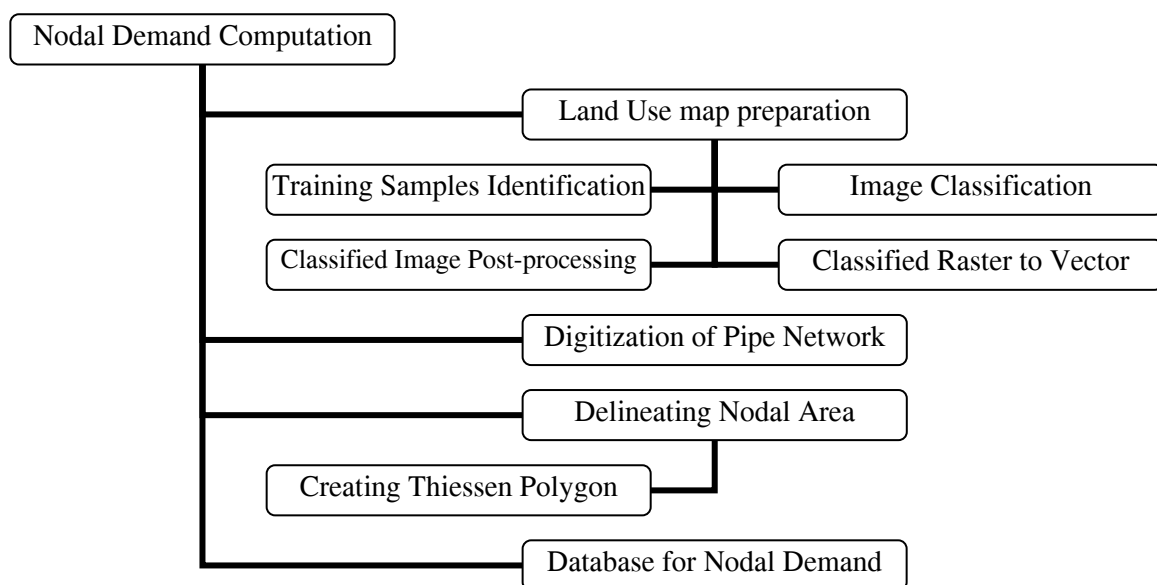 Nodal Demand Computation
Land Use map preparation
Training Samples Identification
Image Classification
Classified Image Post-processing
Classified Raster to Vector
Digitization of Pipe Network
Delineating Nodal Area
Creating Thiessen Polygon
Database for Nodal Demand